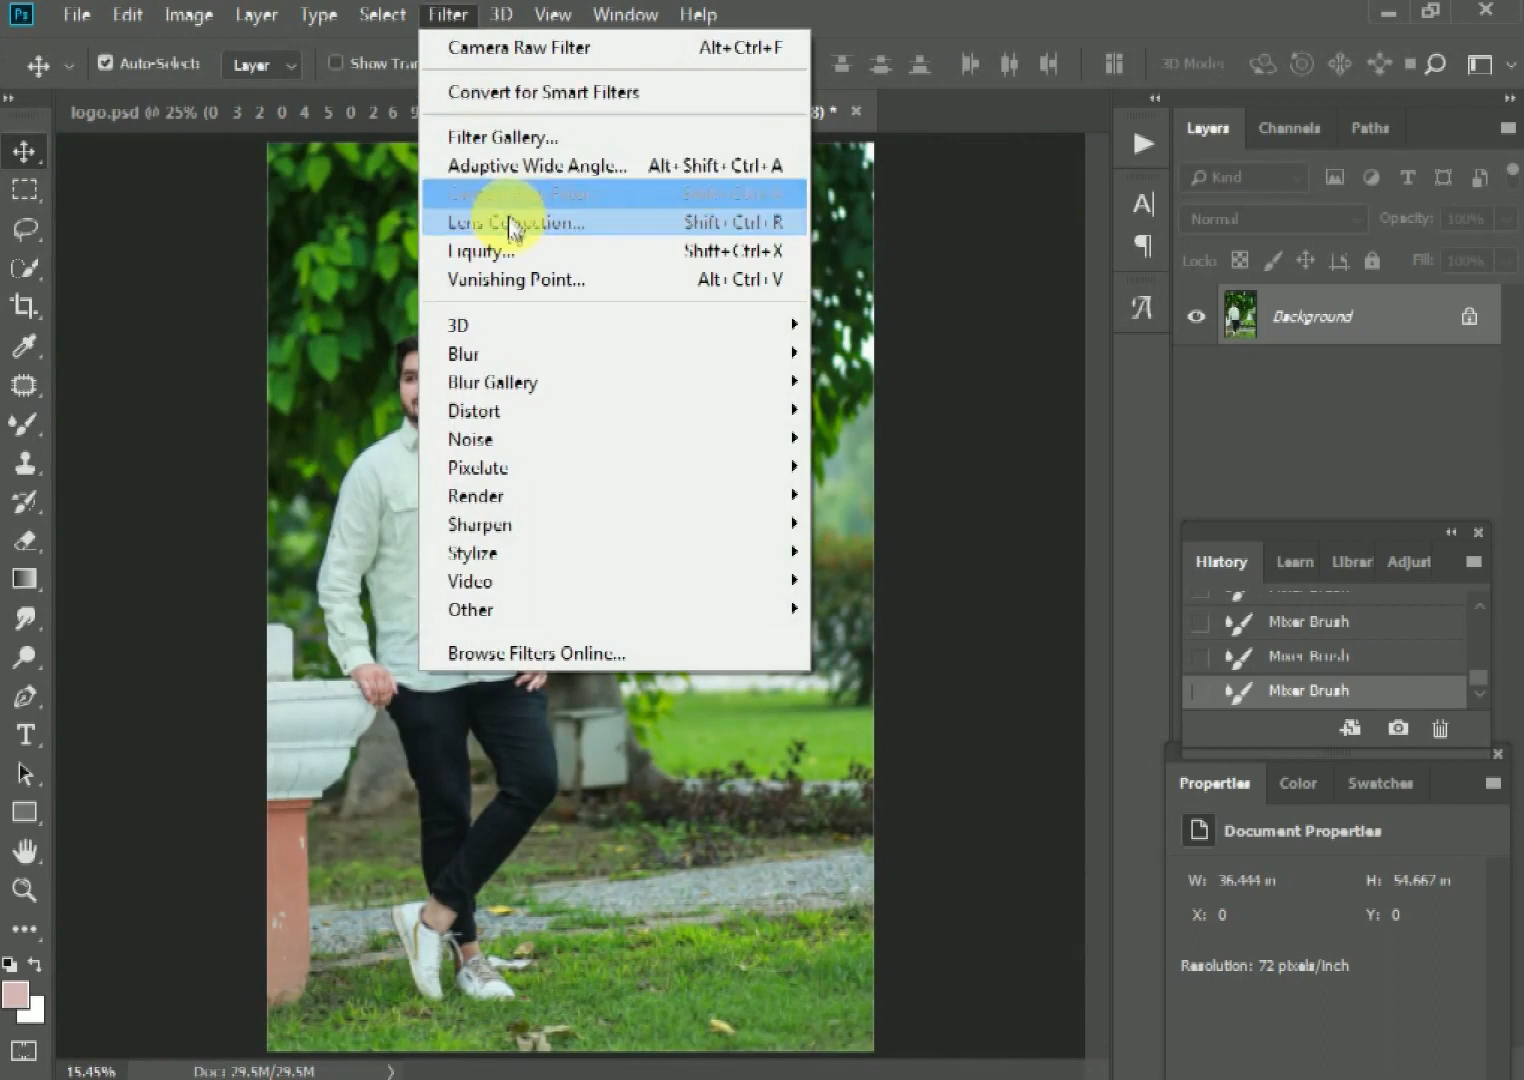 Ps File Edit Image Layer Type Select Filter 3D View Window Help
Auto-Select: Layer Show Tran 3D Mode:
logo.psd @ 25% (0 3 2 0 4 5 0 2 6 9 8) *
Camera Raw Filter Alt+Ctrl+F
Convert for Smart Filters
Filter Gallery...
Adaptive Wide Angle... Alt+Shift+Ctrl+A
Lens Correction... Shift+Ctrl+R
Liquify... Shift+Ctrl+X
Vanishing Point... Alt+Ctrl+V
3D
Blur
Blur Gallery
Distort
Noise
Pixelate
Render
Sharpen
Stylize
Video
Other
Browse Filters Online...
Layers Channels Paths
Kind
Normal Opacity: 100%
Lock: Fill: 100%
Background
History Learn Librar Adjust
Mixer Brush
Mixer Brush
Mixer Brush
Properties Color Swatches
Document Properties
W: 36.444 in H: 54.667 in
X: 0 Y: 0
Resolution: 72 pixels/inch
15.45% Doc: 29.5M/29.5M